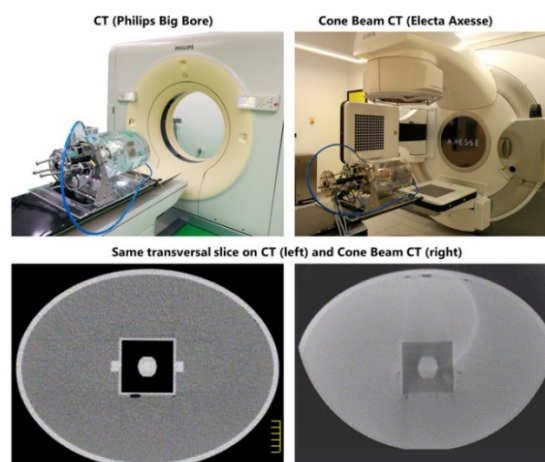 CT (Philips Big Bore)
Cone Beam CT (Electa Axesse)
PHILIPS
AXESSE
Same transversal slice on CT (left) and Cone Beam CT (right)